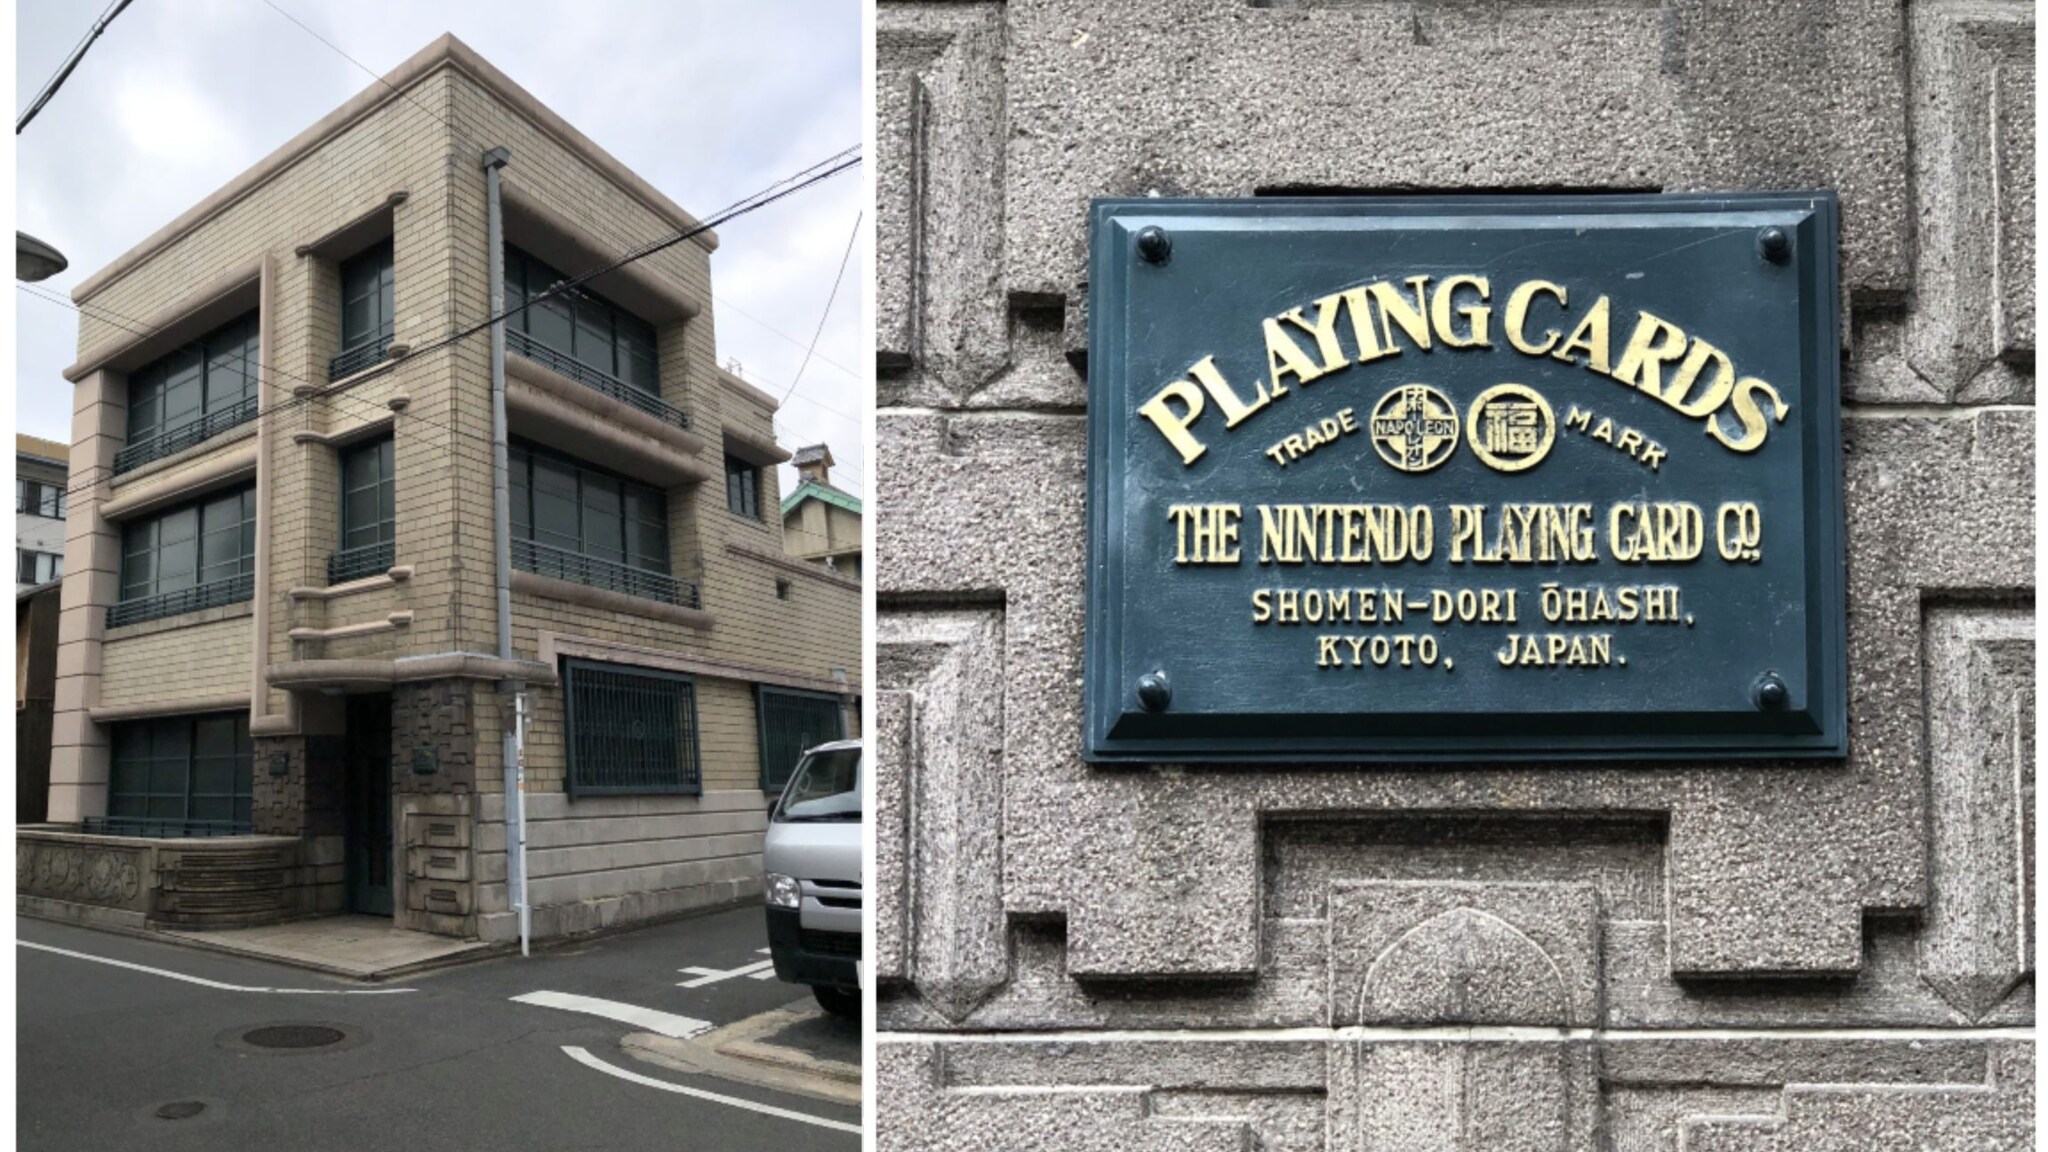 PLAYING CARDS
TRADE NAPOLEON 福 MARK
THE NINTENDO PLAYING CARD CO.
SHOMEN-DORI ŌHASHI,
KYOTO, JAPAN.